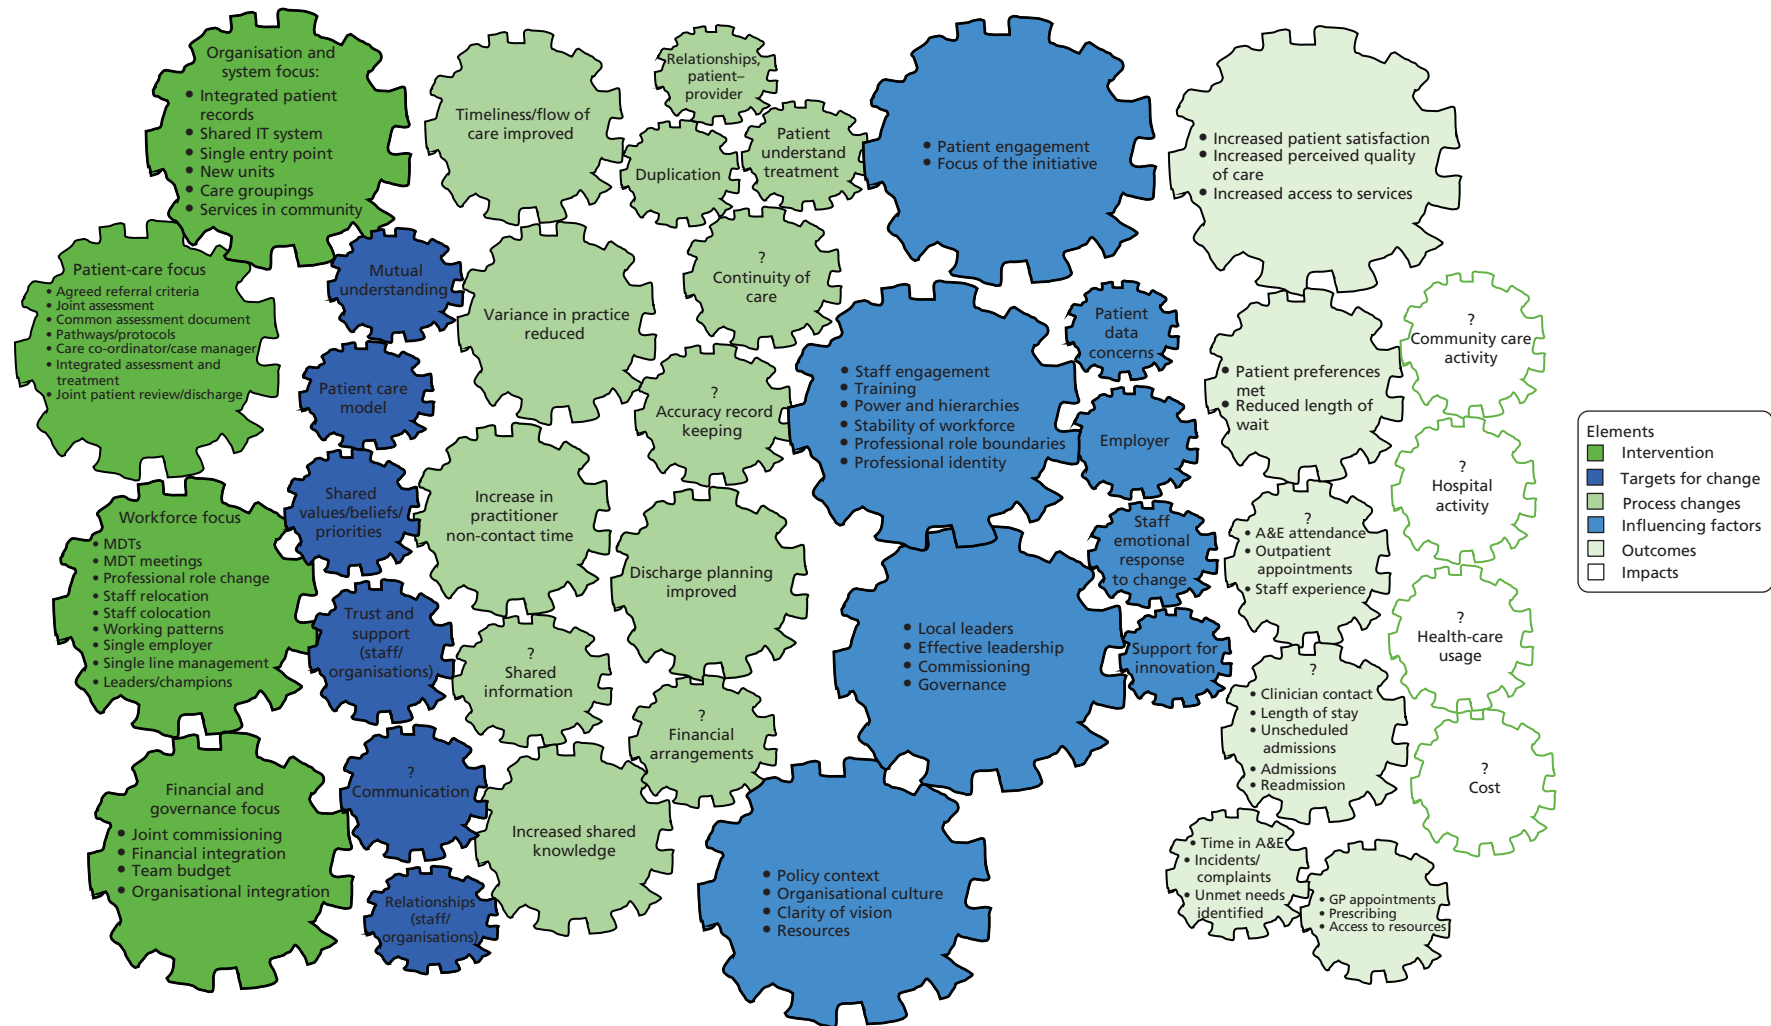 Organisation and
system focus:
• Integrated patient
records
• Shared IT system
• Single entry point
• New units
• Care groupings
• Services in community
Patient-care focus
• Agreed referral criteria
• Joint assessment
• Common assessment document
• Pathways/protocols
• Care co-ordinator/case manager
• Integrated assessment and
treatment
• Joint patient review/discharge
Workforce focus
• MDTs
• MDT meetings
• Professional role change
• Staff relocation
• Staff colocation
• Working patterns
• Single employer
• Single line management
• Leaders/champions
Financial and
governance focus
• Joint commissioning
• Financial integration
• Team budget
• Organisational integration
Mutual
understanding
Patient care
model
Shared
values/beliefs/
priorities
Trust and
support
(staff/
organisations)
?
Communication
Relationships
(staff/
organisations)
Timeliness/flow of
care improved
Variance in practice
reduced
Increase in
practitioner
non-contact time
?
Shared
information
Increased shared
knowledge
Relationships,
patient–
provider
Duplication
Patient
understand
treatment
?
Continuity of
care
?
Accuracy record
keeping
Discharge planning
improved
?
Financial
arrangements
• Patient engagement
• Focus of the initiative
• Staff engagement
• Training
• Power and hierarchies
• Stability of workforce
• Professional role boundaries
• Professional identity
• Local leaders
• Effective leadership
• Commissioning
• Governance
• Policy context
• Organisational culture
• Clarity of vision
• Resources
Patient
data
concerns
Employer
Staff
emotional
response
to change
Support for
innovation
• Increased patient satisfaction
• Increased perceived quality
of care
• Increased access to services
• Patient preferences
met
• Reduced length of
wait
?
• A&E attendance
• Outpatient
appointments
• Staff experience
?
• Clinician contact
• Length of stay
• Unscheduled
admissions
• Admissions
• Readmission
• Time in A&E
• Incidents/
complaints
• Unmet needs
identified
• GP appointments
• Prescribing
• Access to resources
?
Community care
activity
?
Hospital
activity
?
Health-care
usage
?
Cost
Elements
Intervention
Targets for change
Process changes
Influencing factors
Outcomes
Impacts